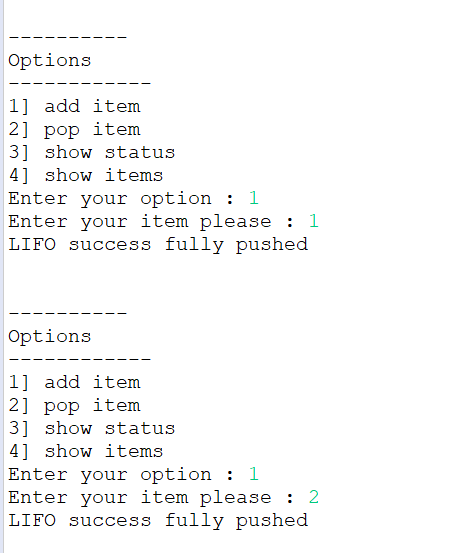 ----------
Options
------------
1] add item
2] pop item
3] show status
4] show items
Enter your option : 1
Enter your item please : 1
LIFO success fully pushed
----------
Options
------------
1] add item
2] pop item
3] show status
4] show items
Enter your option : 1
Enter your item please : 2
LIFO success fully pushed